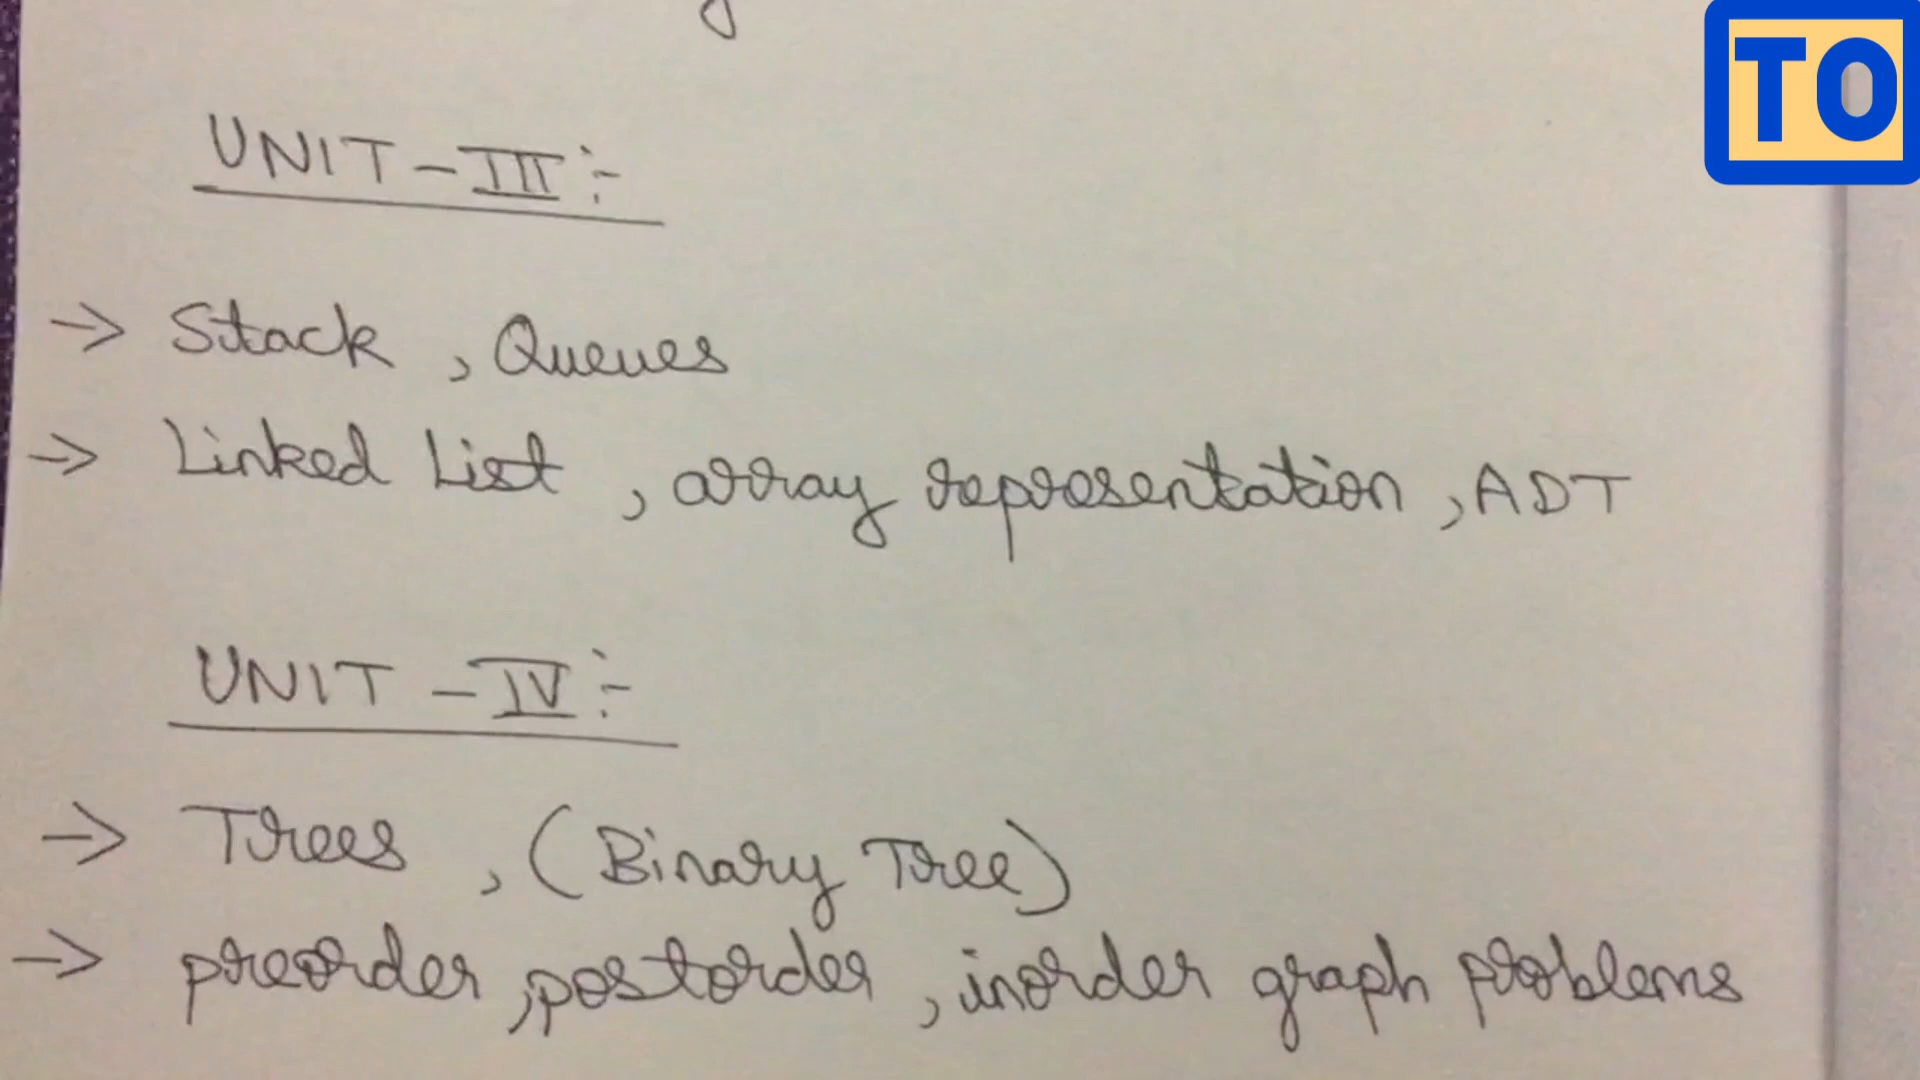 TO
UNIT - III :-
→ Stack , Queues
→ Linked List , array representation , ADT
UNIT - IV :-
→ Trees , (Binary Tree)
→ preorder , postorder , inorder graph problems